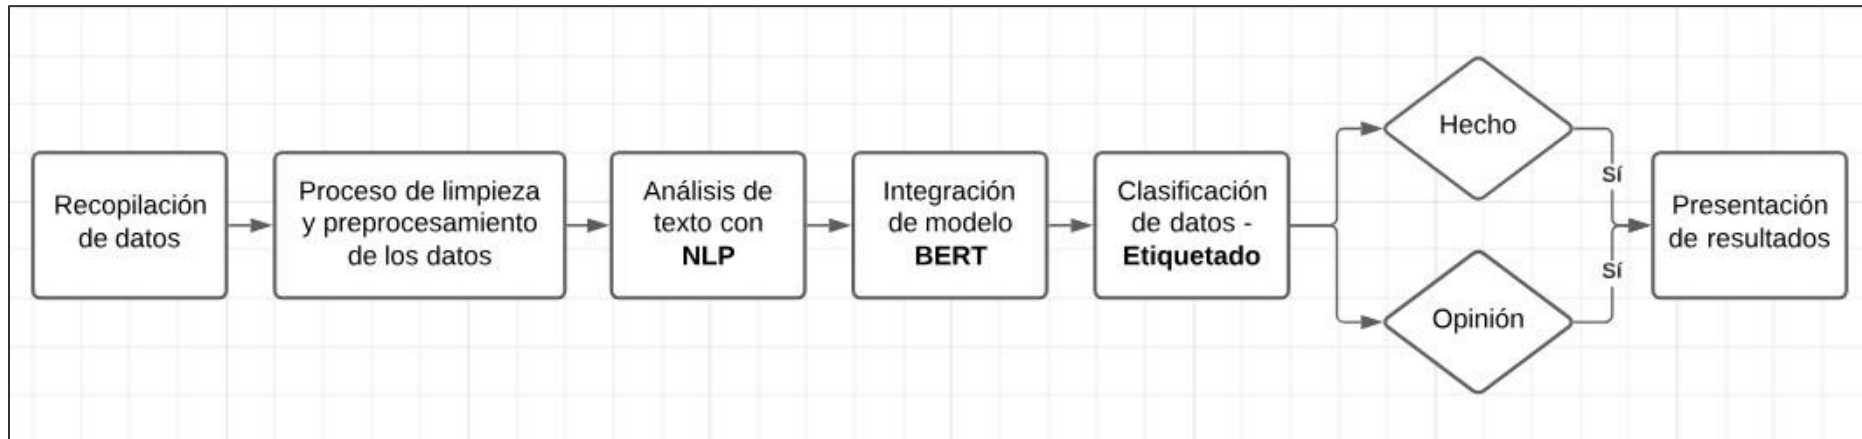 Recopilación
de datos
Proceso de limpieza
y preprocesamiento
de los datos
Análisis de
texto con
NLP
Integración
de modelo
BERT
Clasificación
de datos -
Etiquetado
Hecho
Sí
Opinión
Sí
Presentación
de resultados